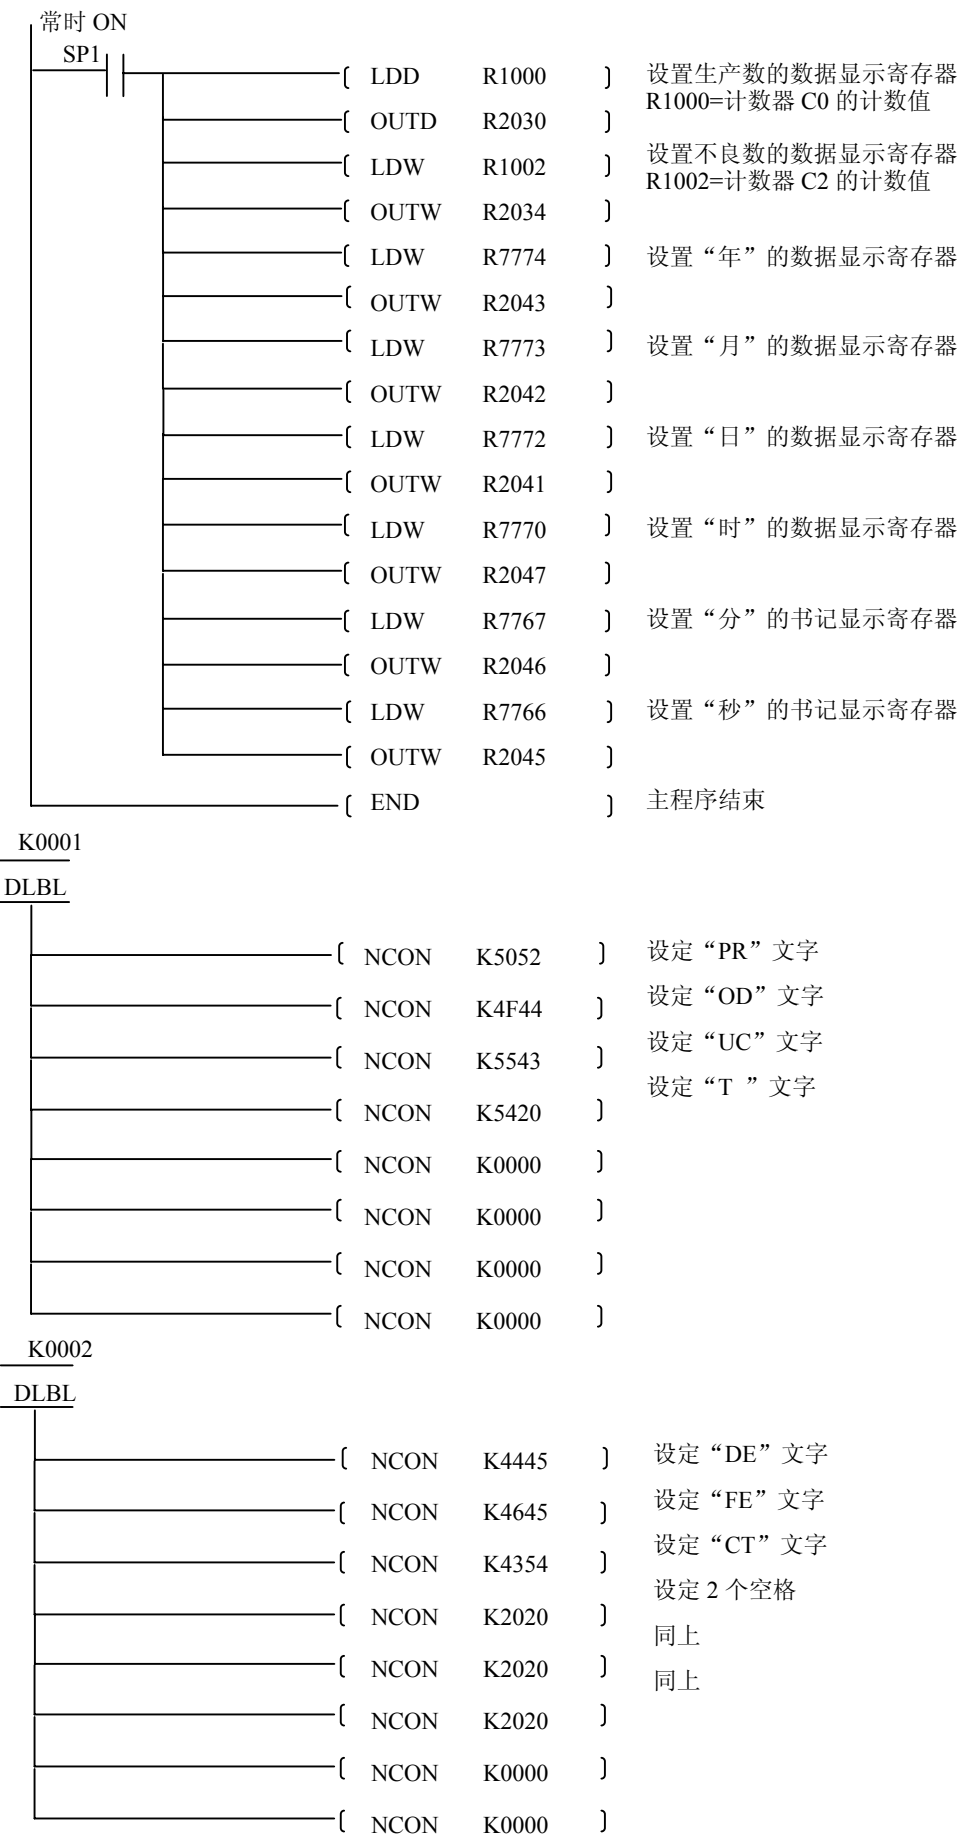 常时 ON
SP1
〔 LDD R1000 〕 设置生产数的数据显示寄存器
R1000=计数器 C0 的计数值
〔 OUTD R2030 〕
〔 LDW R1002 〕 设置不良数的数据显示寄存器
R1002=计数器 C2 的计数值
〔 OUTW R2034 〕
〔 LDW R7774 〕 设置“年”的数据显示寄存器
〔 OUTW R2043 〕
〔 LDW R7773 〕 设置“月”的数据显示寄存器
〔 OUTW R2042 〕
〔 LDW R7772 〕 设置“日”的数据显示寄存器
〔 OUTW R2041 〕
〔 LDW R7770 〕 设置“时”的数据显示寄存器
〔 OUTW R2047 〕
〔 LDW R7767 〕 设置“分”的书记显示寄存器
〔 OUTW R2046 〕
〔 LDW R7766 〕 设置“秒”的书记显示寄存器
〔 OUTW R2045 〕
〔 END 〕 主程序结束
K0001
DLBL
〔 NCON K5052 〕 设定“PR”文字
〔 NCON K4F44 〕 设定“OD”文字
〔 NCON K5543 〕 设定“UC”文字
〔 NCON K5420 〕 设定“T ”文字
〔 NCON K0000 〕
〔 NCON K0000 〕
〔 NCON K0000 〕
〔 NCON K0000 〕
K0002
DLBL
〔 NCON K4445 〕 设定“DE”文字
〔 NCON K4645 〕 设定“FE”文字
〔 NCON K4354 〕 设定“CT”文字
〔 NCON K2020 〕 设定 2 个空格
〔 NCON K2020 〕 同上
〔 NCON K2020 〕 同上
〔 NCON K0000 〕
〔 NCON K0000 〕